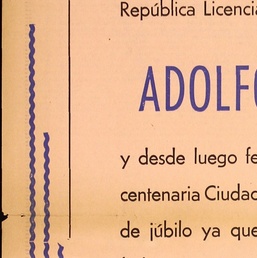 República Licencia
ADOLFO
y desde luego fe
centenaria Ciudad
de júbilo ya que